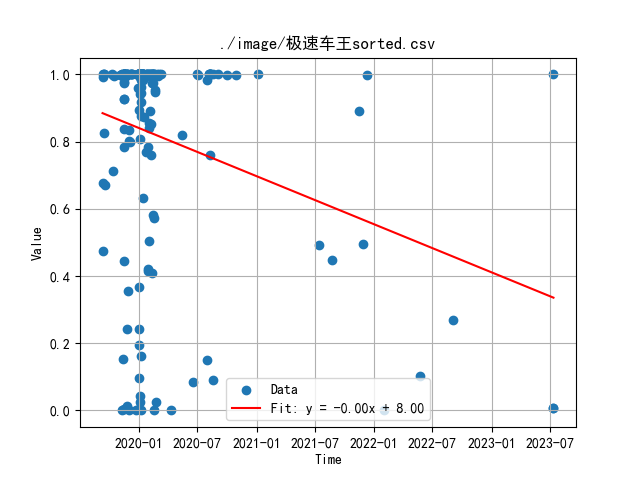 ./image/极速车王sorted.csv
1.0
0.8
0.6
0.4
0.2
0.0
Value
Data
Fit: y = -0.00x + 8.00
2020-01 2020-07 2021-01 2021-07 2022-01 2022-07 2023-01 2023-07
Time